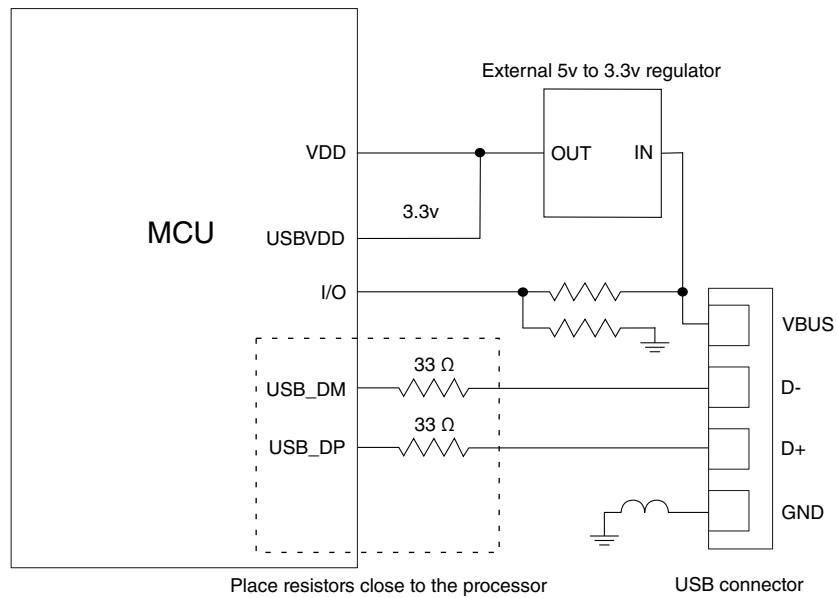 External 5v to 3.3v regulator
VDD
OUT
IN
MCU
3.3v
USBVDD
I/O
VBUS
33 Ω
USB_DM
D-
33 Ω
USB_DP
D+
GND
Place resistors close to the processor
USB connector